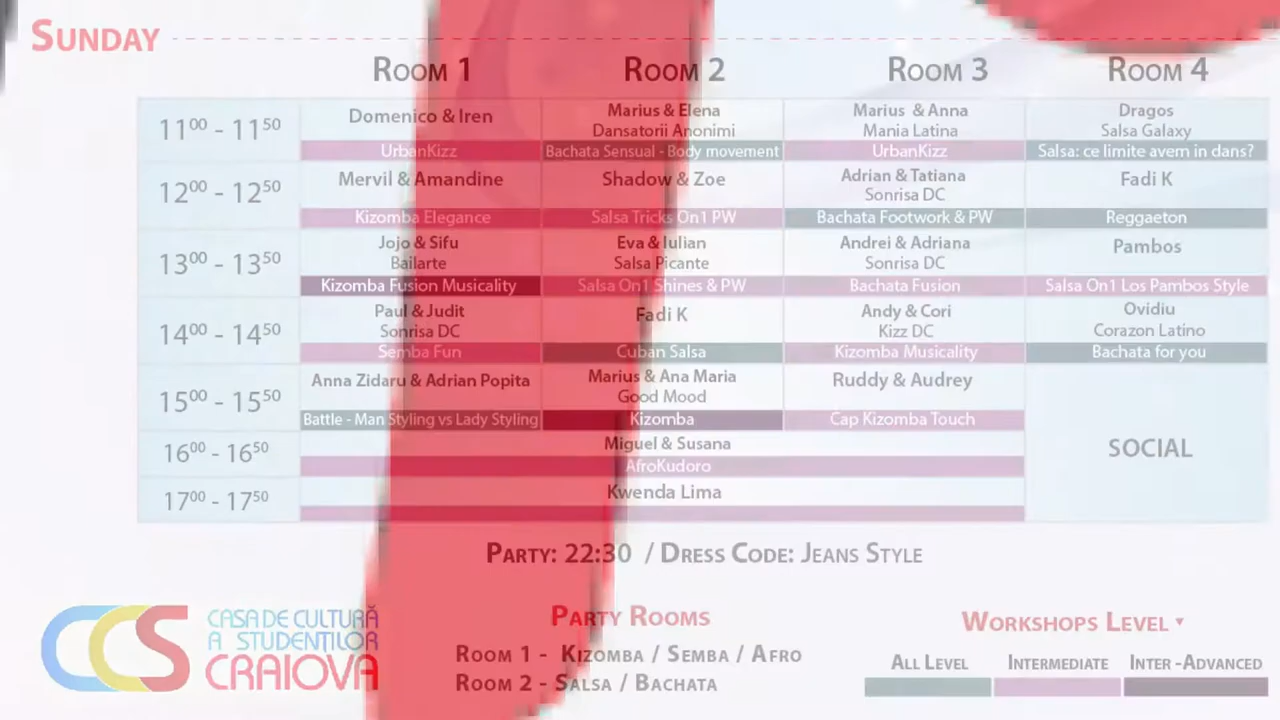 SUNDAY
ROOM 1 ROOM 2 ROOM 3 ROOM 4
11⁰⁰ - 11⁵⁰ Domenico & Iren Marius & Elena Marius & Anna Dragos
Dansatorii Anonimi Mania Latina Salsa Galaxy
UrbanKizz Bachata Sensual - Body movement UrbanKizz Salsa: ce limite avem in dans?
12⁰⁰ - 12⁵⁰ Mervil & Amandine Shadow & Zoe Adrian & Tatiana Fadi K
Sonrisa DC
Kizomba Elegance Salsa Tricks On1 PW Bachata Footwork & PW Reggaeton
13⁰⁰ - 13⁵⁰ Jojo & Sifu Eva & Iulian Andrei & Adriana Pambos
Bailarte Salsa Picante Sonrisa DC
Kizomba Fusion Musicality Salsa On1 Shines & PW Bachata Fusion Salsa On1 Los Pambos Style
14⁰⁰ - 14⁵⁰ Paul & Judit Fadi K Andy & Cori Ovidiu
Sonrisa DC Kizz DC Corazon Latino
Semba Fun Cuban Salsa Kizomba Musicality Bachata for you
15⁰⁰ - 15⁵⁰ Anna Zidaru & Adrian Popita Marius & Ana Maria Ruddy & Audrey
Good Mood
Battle - Man Styling vs Lady Styling Kizomba Cap Kizomba Touch
16⁰⁰ - 16⁵⁰ Miguel & Susana SOCIAL
AfroKudoro
17⁰⁰ - 17⁵⁰ Kwenda Lima
PARTY: 22:30 / DRESS CODE: JEANS STYLE
CCS CASA DE CULTURĂ
A STUDENȚILOR
CRAIOVA
PARTY ROOMS
ROOM 1 - KIZOMBA / SEMBA / AFRO
ROOM 2 - SALSA / BACHATA
WORKSHOPS LEVEL
ALL LEVEL INTERMEDIATE INTER-ADVANCED